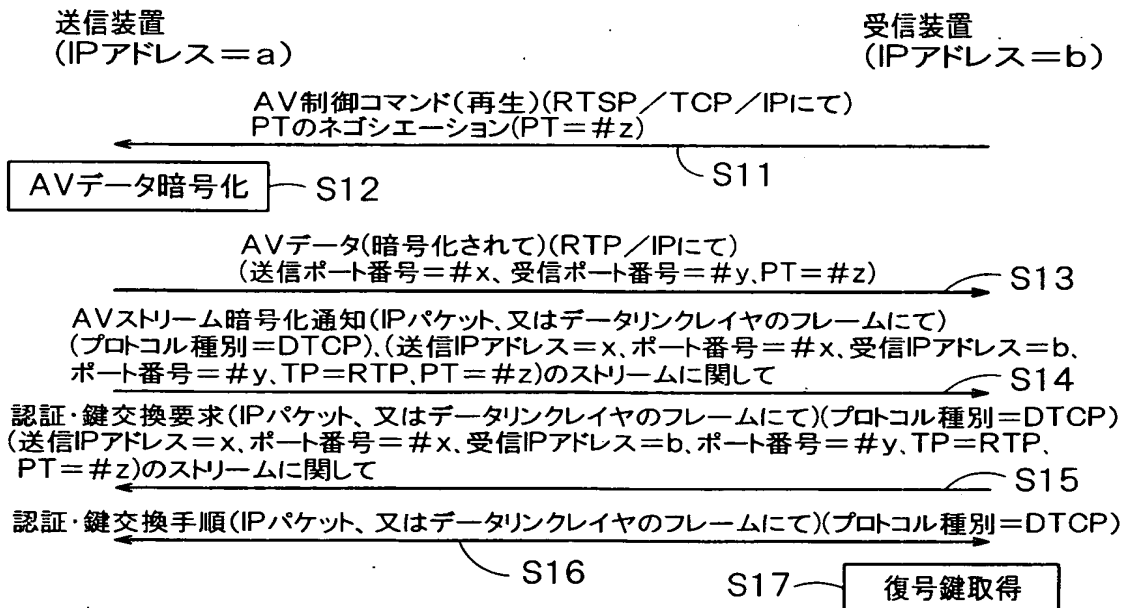 送信装置
(IPアドレス=a)
受信装置
(IPアドレス=b)
AV制御コマンド(再生)(RTSP/TCP/IPにて)
PTのネゴシエーション(PT=#z)
S11
AVデータ暗号化
S12
AVデータ(暗号化されて)(RTP/IPにて)
(送信ポート番号=#x、受信ポート番号=#y、PT=#z)
S13
AVストリーム暗号化通知(IPパケット、又はデータリンクレイヤのフレームにて)
(プロトコル種別=DTCP)、(送信IPアドレス=x、ポート番号=#x、受信IPアドレス=b、
ポート番号=#y、TP=RTP、PT=#z)のストリームに関して
S14
認証・鍵交換要求(IPパケット、又はデータリンクレイヤのフレームにて)(プロトコル種別=DTCP)
(送信IPアドレス=x、ポート番号=#x、受信IPアドレス=b、ポート番号=#y、TP=RTP、
PT=#z)のストリームに関して
S15
認証・鍵交換手順(IPパケット、又はデータリンクレイヤのフレームにて)(プロトコル種別=DTCP)
S16
S17
復号鍵取得